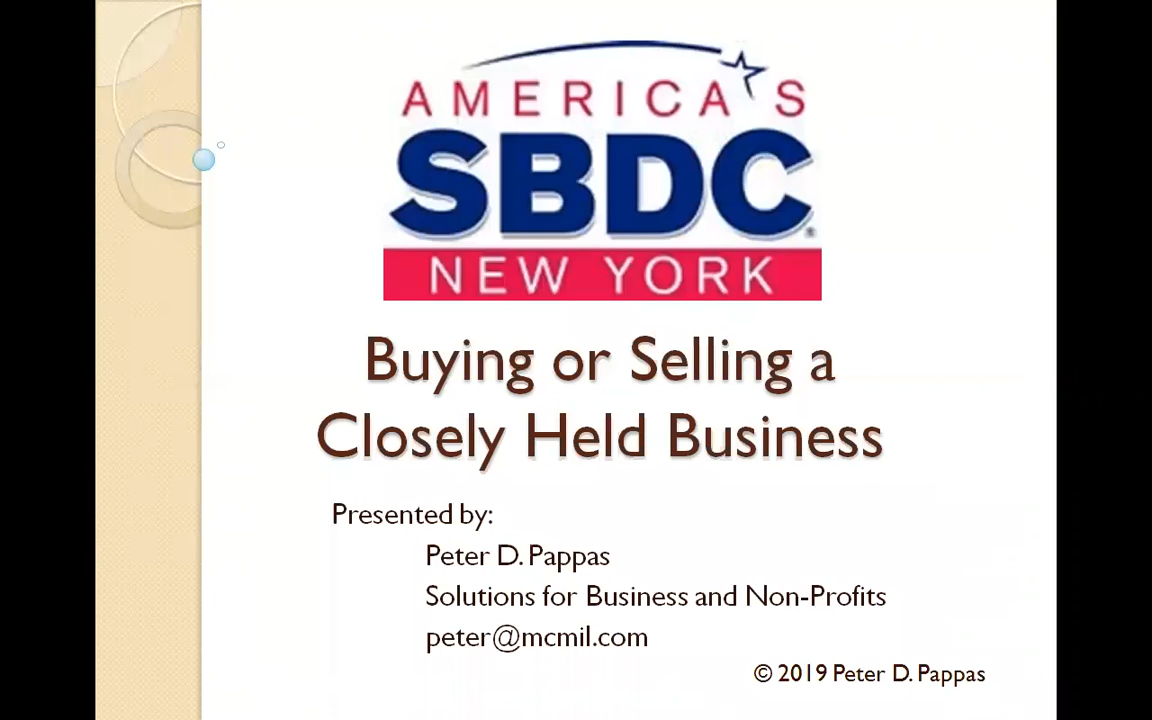 AMERICA'S
SBDC®
NEW YORK
Buying or Selling a
Closely Held Business
Presented by:
Peter D. Pappas
Solutions for Business and Non-Profits
peter@mcmil.com
© 2019 Peter D. Pappas